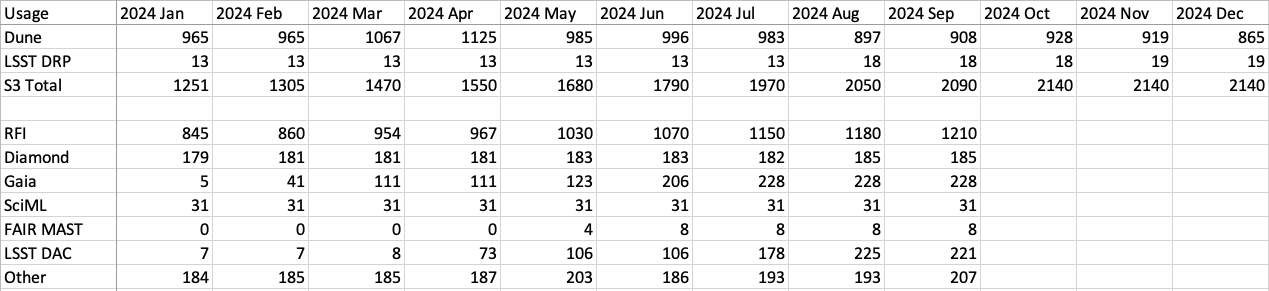 Usage 2024 Jan 2024 Feb 2024 Mar 2024 Apr 2024 May 2024 Jun 2024 Jul 2024 Aug 2024 Sep 2024 Oct 2024 Nov 2024 Dec
Dune 965 965 1067 1125 985 996 983 897 908 928 919 865
LSST DRP 13 13 13 13 13 13 13 18 18 18 19 19
S3 Total 1251 1305 1470 1550 1680 1790 1970 2050 2090 2140 2140 2140
RFI 845 860 954 967 1030 1070 1150 1180 1210
Diamond 179 181 181 181 183 183 182 185 185
Gaia 5 41 111 111 123 206 228 228 228
SciML 31 31 31 31 31 31 31 31 31
FAIR MAST 0 0 0 0 4 8 8 8 8
LSST DAC 7 7 8 73 106 106 178 225 221
Other 184 185 185 187 203 186 193 193 207